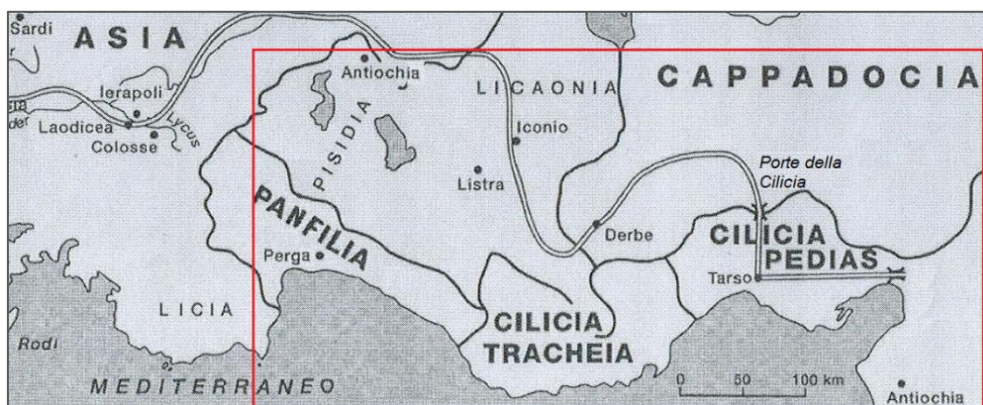 Sardi
ASIA
Antiochia
LICAONIA
CAPPADOCIA
Ierapoli
Laodicea
Lycus
Colosse
PISIDIA
Iconio
Listra
Porte della
Cilicia
PANFILIA
Derbe
CILICIA
PEDIAS
Perga
Tarso
LICIA
CILICIA
TRACHEIA
Rodi
MEDITERRANEO
0 50 100 km
Antiochia